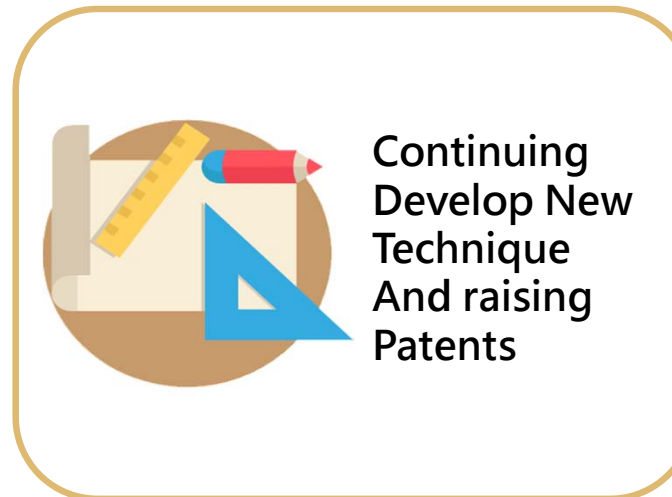 Continuing
Develop New
Technique
And raising
Patents